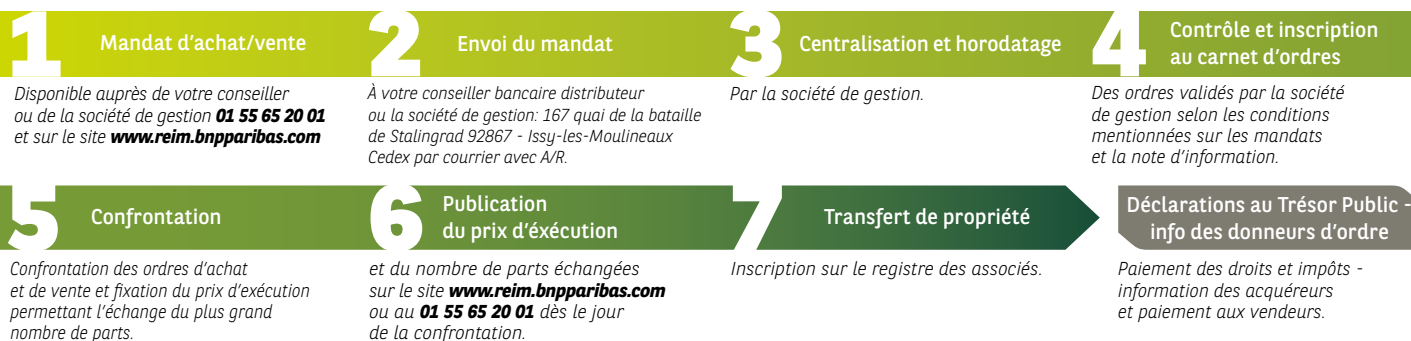 1 Mandat d'achat/vente
Disponible auprès de votre conseiller
ou de la société de gestion 01 55 65 20 01
et sur le site www.reim.bnpparibas.com
2 Envoi du mandat
À votre conseiller bancaire distributeur
ou la société de gestion: 167 quai de la bataille
de Stalingrad 92867 - Issy-les-Moulineaux
Cedex par courrier avec A/R.
3 Centralisation et horodatage
Par la société de gestion.
4 Contrôle et inscription
au carnet d'ordres
Des ordres validés par la société
de gestion selon les conditions
mentionnées sur les mandats
et la note d'information.
5 Confrontation
Confrontation des ordres d'achat
et de vente et fixation du prix d'exécution
permettant l'échange du plus grand
nombre de parts.
6 Publication
du prix d'éxécution
et du nombre de parts échangées
sur le site www.reim.bnpparibas.com
ou au 01 55 65 20 01 dès le jour
de la confrontation.
7 Transfert de propriété
Inscription sur le registre des associés.
Déclarations au Trésor Public -
info des donneurs d'ordre
Paiement des droits et impôts -
information des acquéreurs
et paiement aux vendeurs.